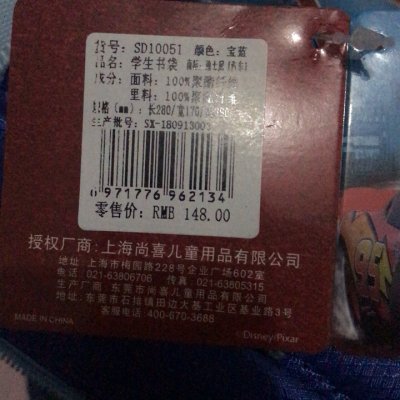 货号: SD10051 颜色: 宝蓝
品名: 学生书袋
成分: 面料: 100%聚酯纤维
里料: 100%聚酯纤维
规格(mm): 长280/宽170/
生产批号: SX-180913003
6 971776 962134
零售价: RMB 148.00
授权厂商:上海尚喜儿童用品有限公司
地址:上海市梅园路228号企业广场602室
电话:021-63806706 传真:021-63805315
生产厂商:东莞市尚喜儿童用品有限公司
地址:东莞市石排镇田边大基工业区基业路3号
客服电话:400-670-3688
MADE IN CHINA
©Disney/Pixar
95